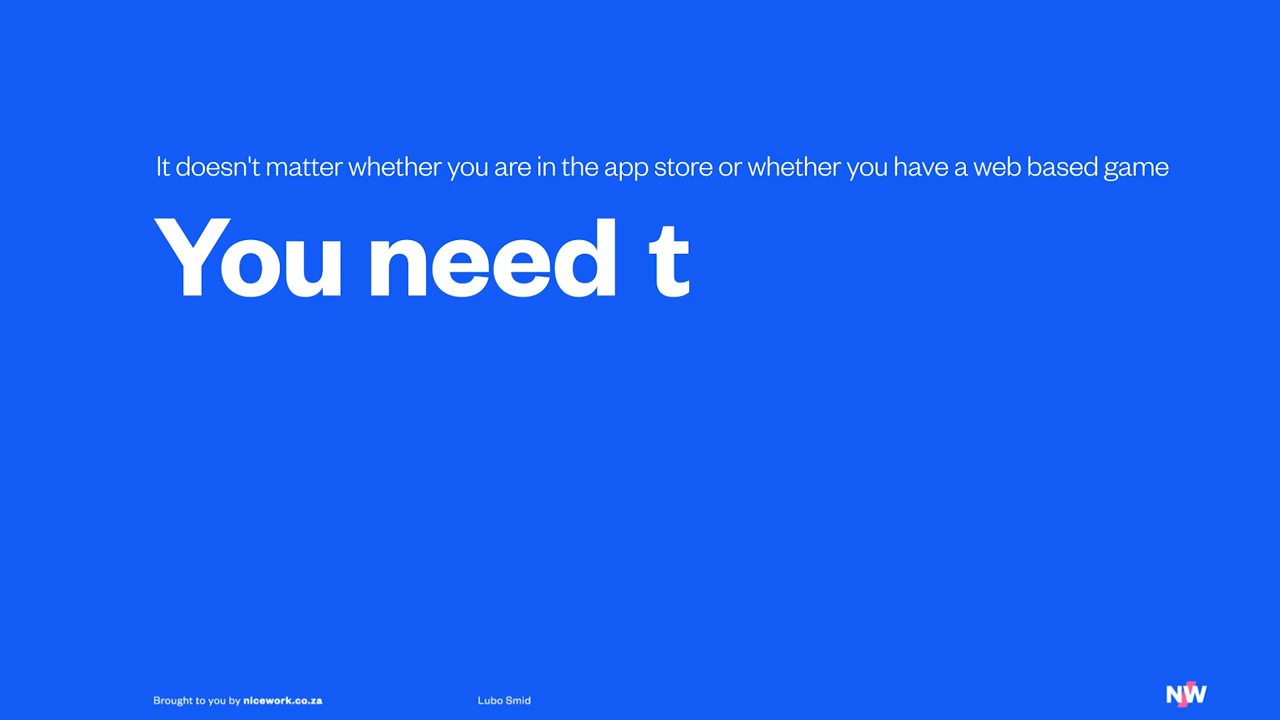 It doesn't matter whether you are in the app store or whether you have a web based game
You need t
Brought to you by nicework.co.za
Lubo Smid
NW